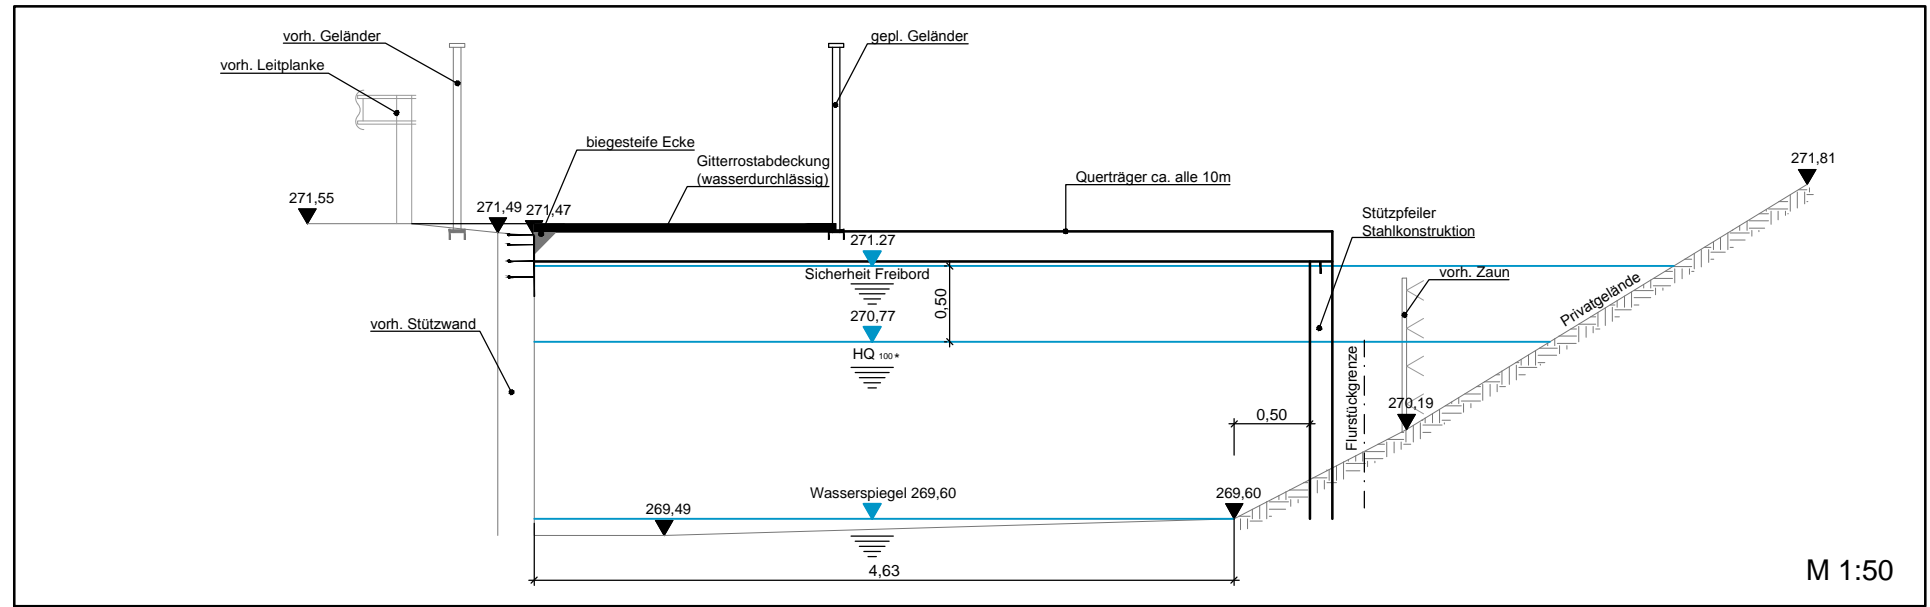 vorh. Geländer
gepl. Geländer
vorh. Leitplanke
biegesteife Ecke
Gitterrostabdeckung
(wasserdurchlässig)
Querträger ca. alle 10m
271,81
271,55
271,49
271,47
Stützpfeiler
Stahlkonstruktion
271.27
Sicherheit Freibord
vorh. Zaun
0,50
Privatgelände
270,77
vorh. Stützwand
HQ 100*
Flurstückgrenze
270,19
0,50
Wasserspiegel 269,60
269,60
269,49
4,63
M 1:50